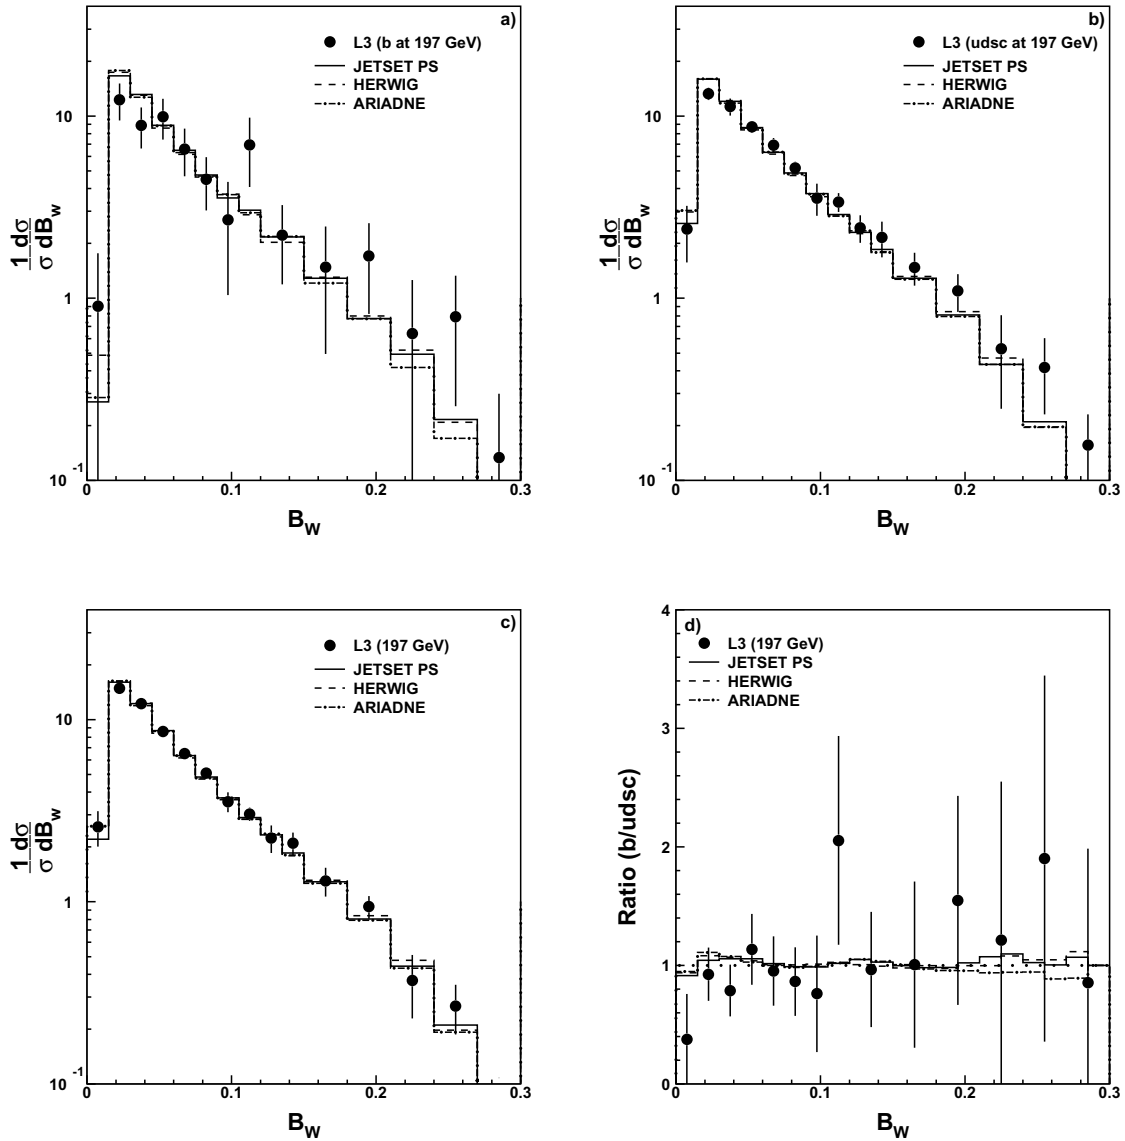 a)
L3 (b at 197 GeV)
JETSET PS
HERWIG
ARIADNE
10
1
10 -1
0 0.1 0.2 0.3
1 dσ
σ dB_w
B_W
b)
L3 (udsc at 197 GeV)
JETSET PS
HERWIG
ARIADNE
10
1
10 -1
0 0.1 0.2 0.3
1 dσ
σ dB_w
B_W
c)
L3 (197 GeV)
JETSET PS
HERWIG
ARIADNE
10
1
10 -1
0 0.1 0.2 0.3
1 dσ
σ dB_w
B_W
d)
L3 (197 GeV)
JETSET PS
HERWIG
ARIADNE
4
3
2
1
0
0 0.1 0.2 0.3
Ratio (b/udsc)
B_W